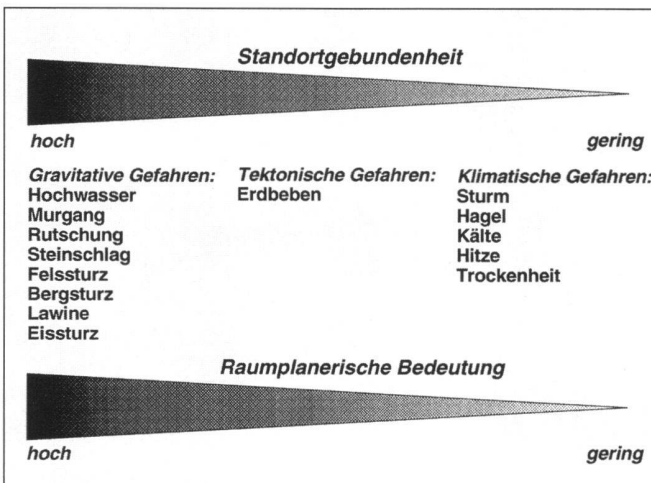 Standortgebundenheit
hoch gering
Gravitative Gefahren: Tektonische Gefahren: Klimatische Gefahren:
Hochwasser Erdbeben Sturm
Murgang Hagel
Rutschung Kälte
Steinschlag Hitze
Felssturz Trockenheit
Bergsturz
Lawine
Eissturz
Raumplanerische Bedeutung
hoch gering